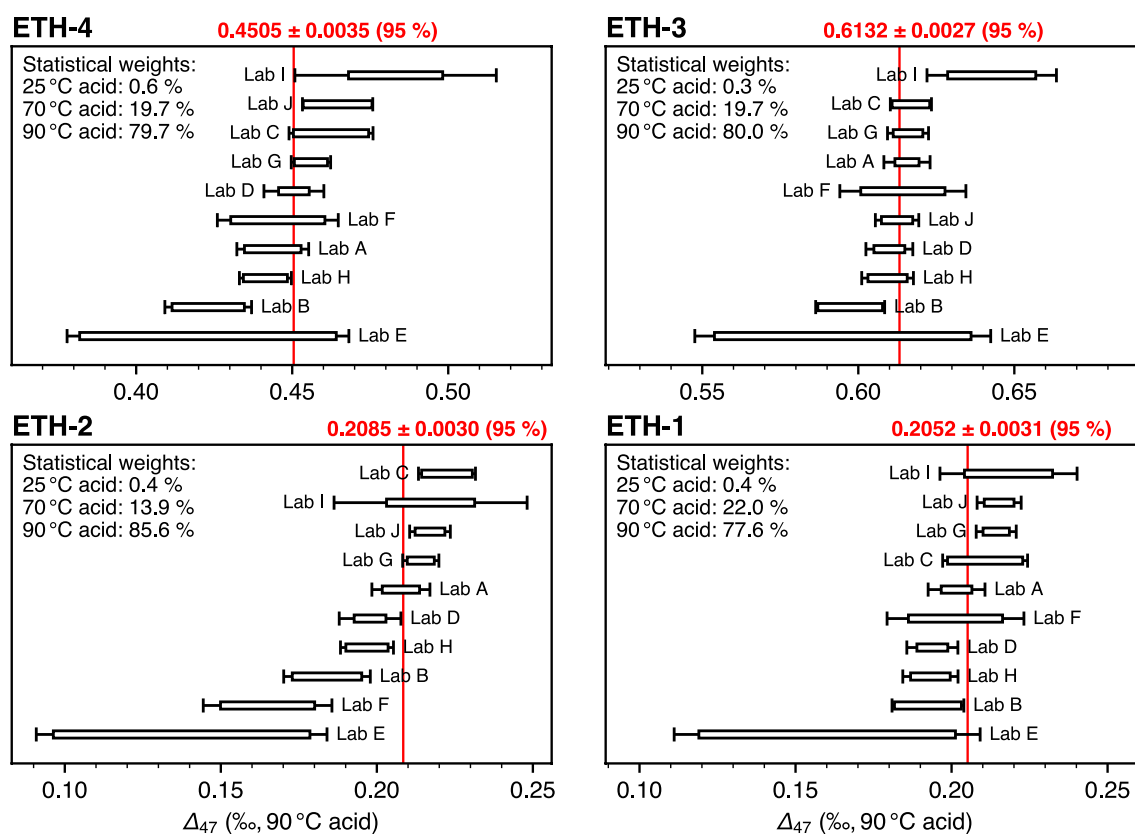 ETH-4
0.4505 ± 0.0035 (95 %)
Statistical weights:
25 °C acid: 0.6 %
70 °C acid: 19.7 %
90 °C acid: 79.7 %
Lab I
Lab J
Lab C
Lab G
Lab D
Lab F
Lab A
Lab H
Lab B
Lab E
0.40 0.45 0.50
ETH-3
0.6132 ± 0.0027 (95 %)
Statistical weights:
25 °C acid: 0.3 %
70 °C acid: 19.7 %
90 °C acid: 80.0 %
Lab I
Lab C
Lab G
Lab A
Lab F
Lab J
Lab D
Lab H
Lab B
Lab E
0.55 0.60 0.65
ETH-2
0.2085 ± 0.0030 (95 %)
Statistical weights:
25 °C acid: 0.4 %
70 °C acid: 13.9 %
90 °C acid: 85.6 %
Lab C
Lab I
Lab J
Lab G
Lab A
Lab D
Lab H
Lab B
Lab F
Lab E
0.10 0.15 0.20 0.25
Δ47 (‰, 90 °C acid)
ETH-1
0.2052 ± 0.0031 (95 %)
Statistical weights:
25 °C acid: 0.4 %
70 °C acid: 22.0 %
90 °C acid: 77.6 %
Lab I
Lab J
Lab G
Lab C
Lab A
Lab F
Lab D
Lab H
Lab B
Lab E
0.10 0.15 0.20 0.25
Δ47 (‰, 90 °C acid)